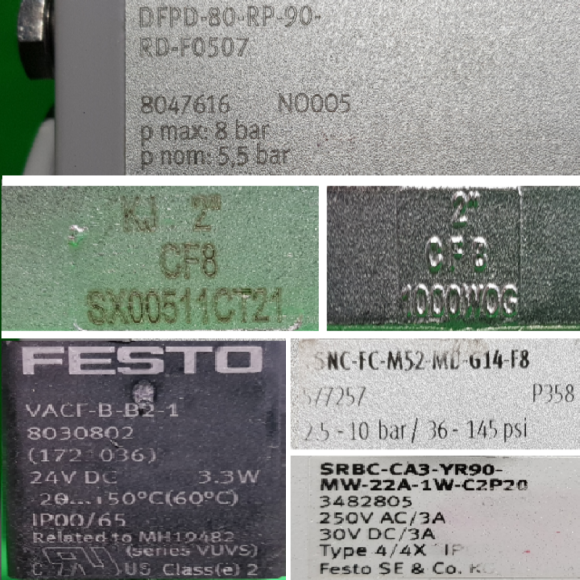 DFPD-80-RP-90-
RD-F0507
8047616 NO005
p max: 8 bar
p nom: 5,5 bar
KJ 2"
CF8
SX00511CT21
2"
CF8
1000WOG
FESTO
VACF-B-B2-1
8030802
24V DC 3.3W
IP00/65
Related to MH19482
(series VUVS)
US Class(e) 2
SNC-FC-M52-MD-G14-F8
577257 P358
2.5 - 10 bar/ 36 - 145 psi
SRBC-CA3-YR90-
MW-22A-1W-C2P20
3482805
250V AC/3A
30V DC/3A
Type 4/4X IP
Festo SE & Co.